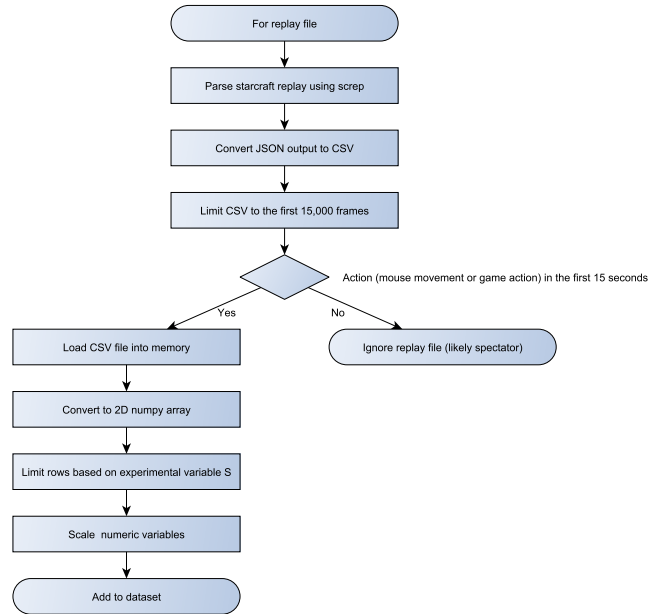 For replay file
Parse starcraft replay using screp
Convert JSON output to CSV
Limit CSV to the first 15,000 frames
Action (mouse movement or game action) in the first 15 seconds
Yes
No
Load CSV file into memory
Ignore replay file (likely spectator)
Convert to 2D numpy array
Limit rows based on experimental variable S
Scale numeric variables
Add to dataset